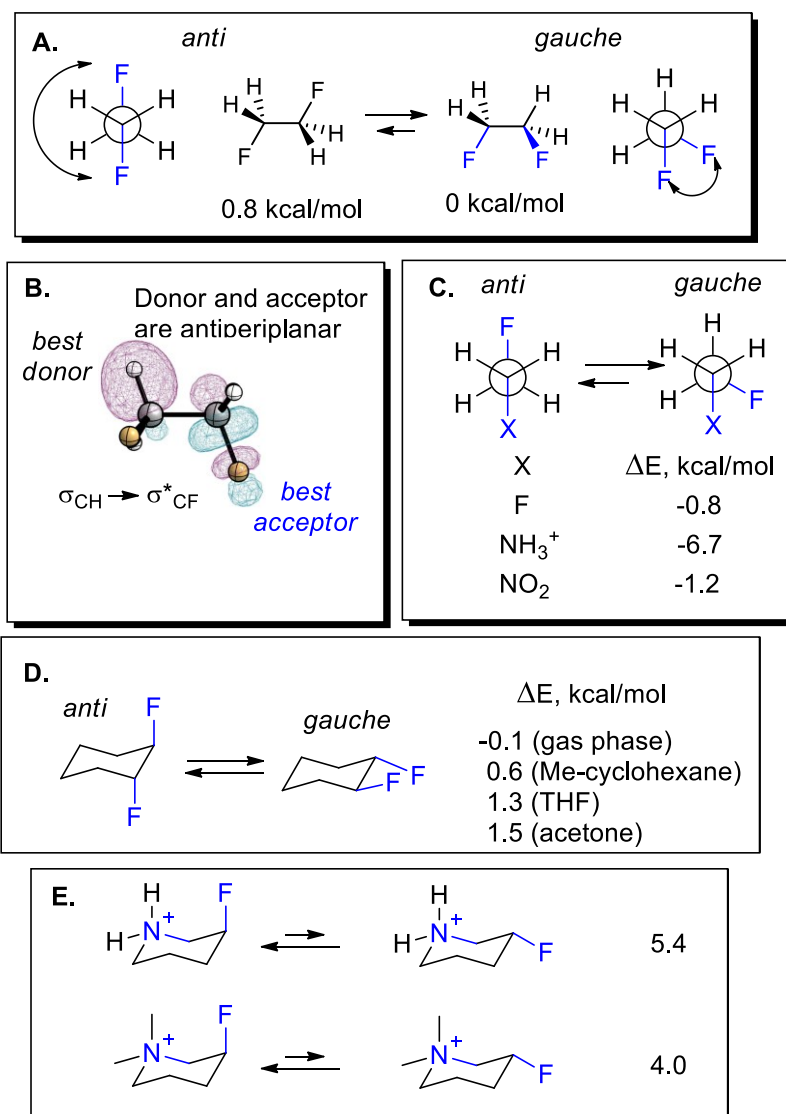 A. anti gauche
F
H H
H H
F
H H F
H H
F
H H H
H
F F
H
H H
H F
F
0.8 kcal/mol 0 kcal/mol
B. Donor and acceptor
are antiperiplanar
best
donor
σCH → σ*CF
best
acceptor
C. anti gauche
F
H H
H H
X
H
H H
H F
X
X ΔE, kcal/mol
F -0.8
NH3+ -6.7
NO2 -1.2
D. ΔE, kcal/mol
anti
F
F
gauche
F
F
-0.1 (gas phase)
0.6 (Me-cyclohexane)
1.3 (THF)
1.5 (acetone)
E.
H F
H N+
H
H N+
F
5.4
F
N+
N+
F
4.0